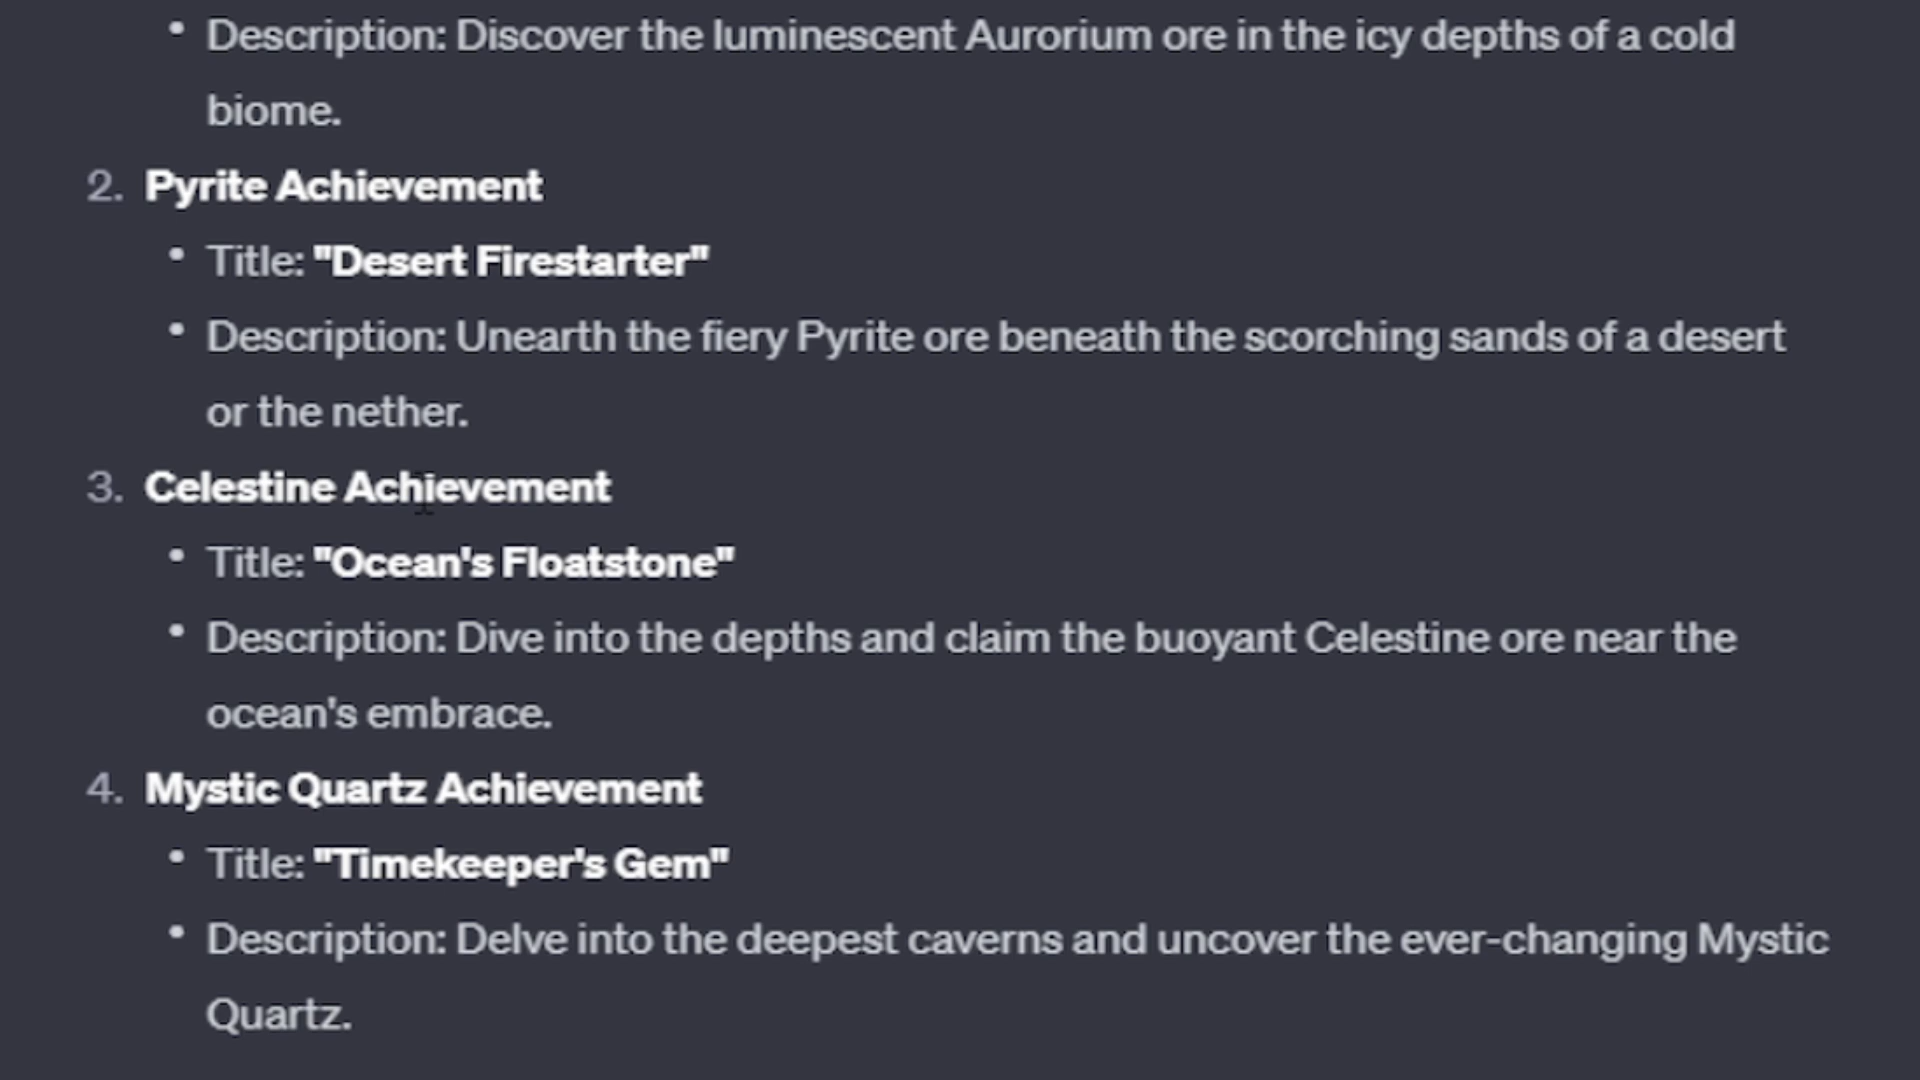 • Description: Discover the luminescent Aurorium ore in the icy depths of a cold
biome.
2. Pyrite Achievement
• Title: "Desert Firestarter"
• Description: Unearth the fiery Pyrite ore beneath the scorching sands of a desert
or the nether.
3. Celestine Achievement
• Title: "Ocean's Floatstone"
• Description: Dive into the depths and claim the buoyant Celestine ore near the
ocean's embrace.
4. Mystic Quartz Achievement
• Title: "Timekeeper's Gem"
• Description: Delve into the deepest caverns and uncover the ever-changing Mystic
Quartz.